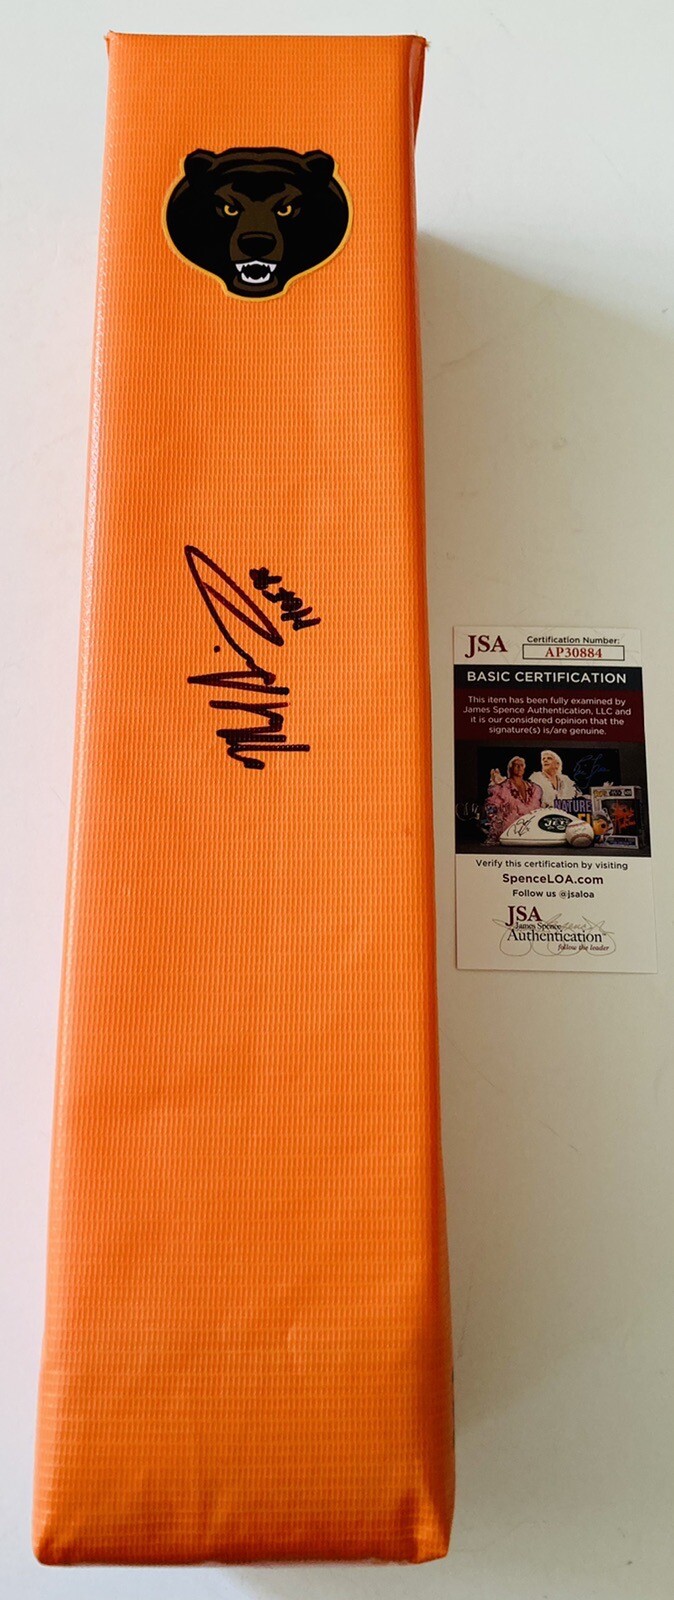 JSA
Certification Number:
AP30884
BASIC CERTIFICATION
This item has been fully examined by
James Spence Authentication, LLC and
it is our considered opinion that the
signature(s) is/are genuine.
JETS
Verify this certification by visiting
SpenceLOA.com
Follow us @jsaloa
JSA
James Spence
Authentication
follow the leader